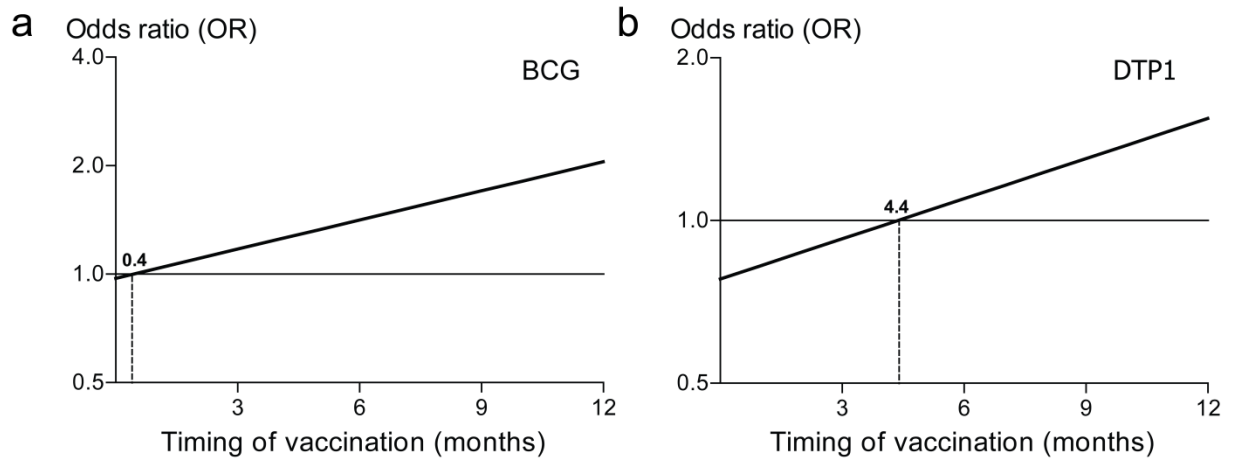 a Odds ratio (OR)
4.0
BCG
2.0
0.4
1.0
0.5
3 6 9 12
Timing of vaccination (months)
b Odds ratio (OR)
2.0
DTP1
4.4
1.0
0.5
3 6 9 12
Timing of vaccination (months)